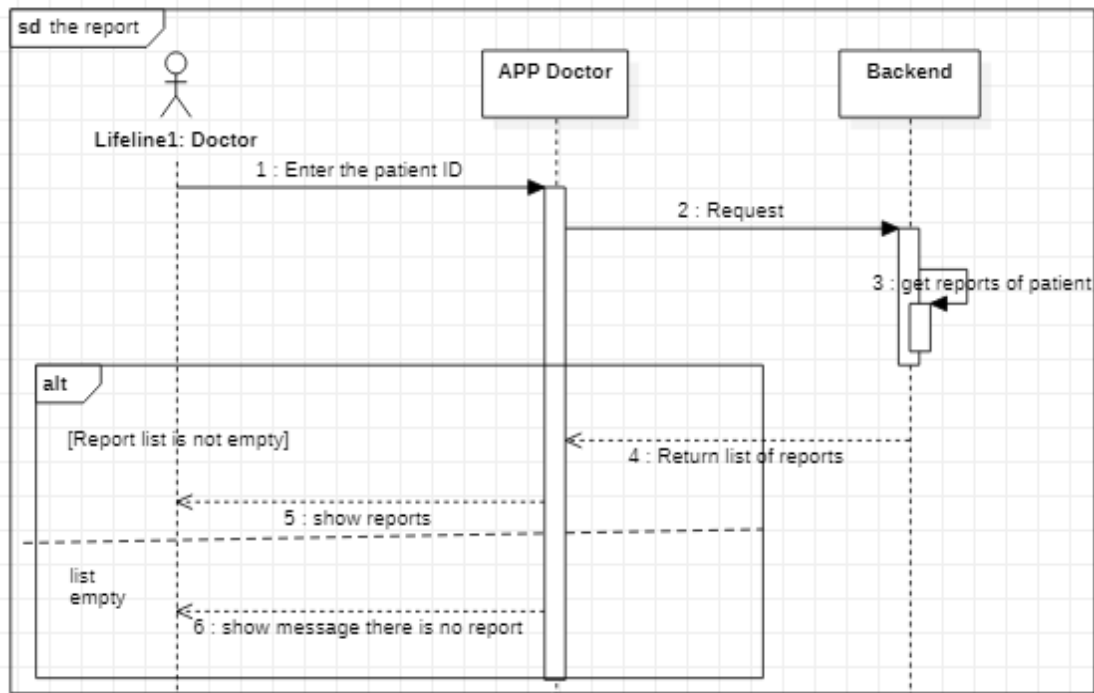 sd the report
APP Doctor
Backend
Lifeline1: Doctor
1 : Enter the patient ID
2 : Request
3 : get reports of patient
alt
[Report list is not empty]
4 : Return list of reports
5 : show reports
list
empty
6 : show message there is no report